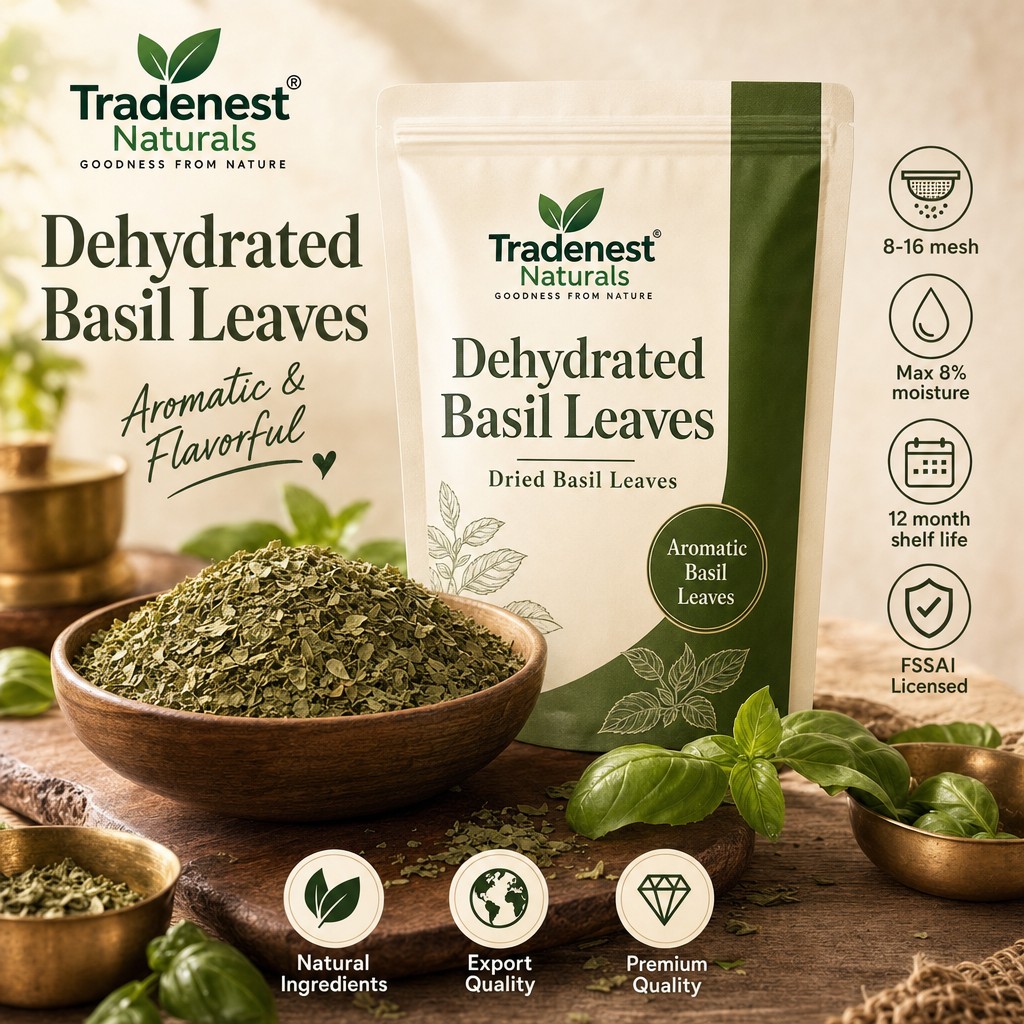 Tradenest®
Naturals
GOODNESS FROM NATURE
Dehydrated
Basil Leaves
Aromatic &
Flavorful
Tradenest®
Naturals
GOODNESS FROM NATURE
Dehydrated
Basil Leaves
Dried Basil Leaves
Aromatic
Basil
Leaves
8-16 mesh
Max 8%
moisture
12 month
shelf life
FSSAI
Licensed
Natural
Ingredients
Export
Quality
Premium
Quality